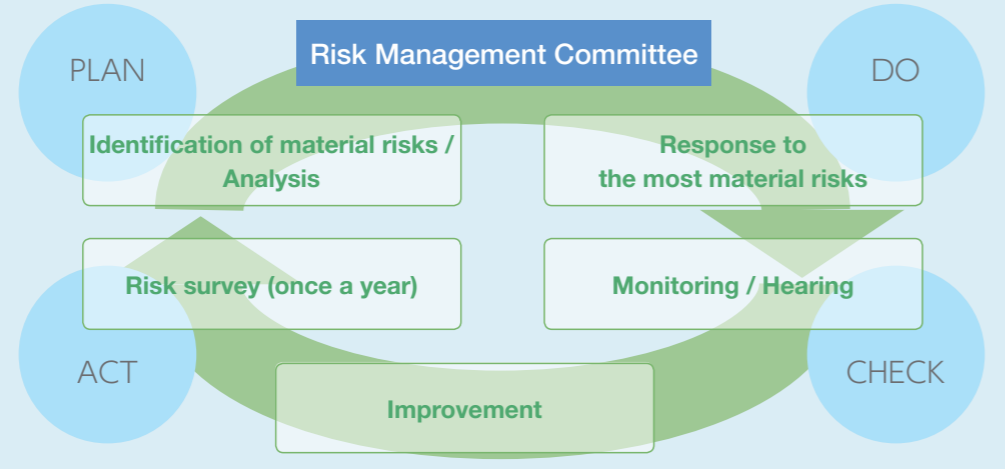 PLAN
Risk Management Committee
DO
Identification of material risks /
Analysis
Response to
the most material risks
Risk survey (once a year)
Monitoring / Hearing
ACT
CHECK
Improvement